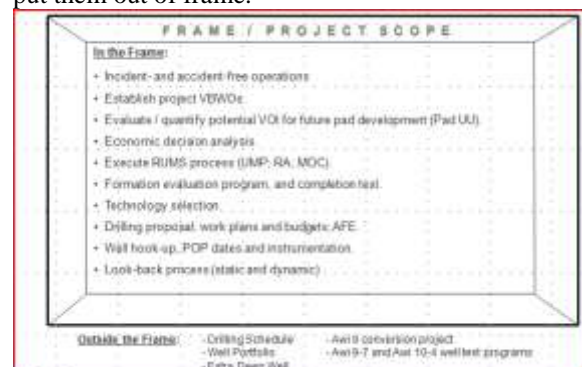 put them out of frame.
FRAME / PROJECT SCOPE
In the Frame:
+ Incident- and accident-free operations
+ Establish project VBWOs.
+ Evaluate / quantify potential VOI for future pad development (Pad UU).
+ Economic decision analysis
+ Execute RUMS process (UMP; RA; MOC).
+ Formation evaluation program, and completion test.
+ Technology selection.
+ Drilling proposal, work plans and budgets: AFE.
+ Well hook-up, POP dates and instrumentation.
+ Look-back process (static and dynamic)
Outside the Frame: - Drilling Schedule - Awi 9 conversion project
- Well Portfolio - Awi 9-7 and Awi 10-4 well test programs
- Extra Deep Well